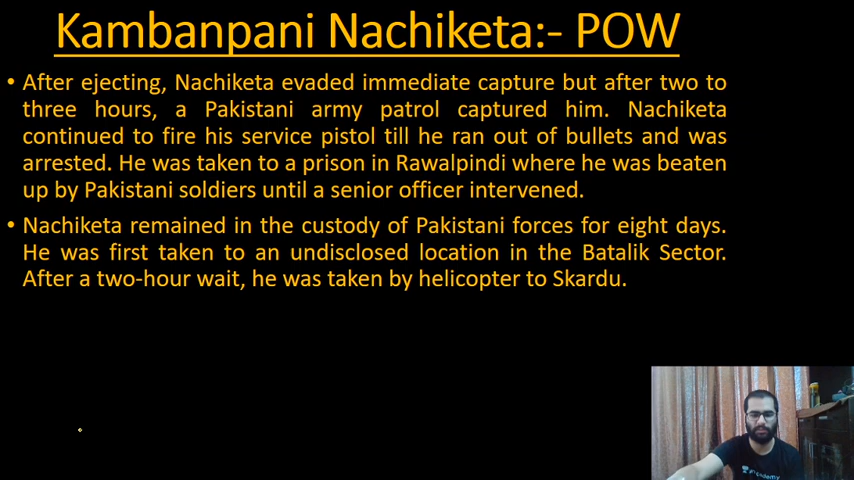 Kambanpani Nachiketa:- POW
• After ejecting, Nachiketa evaded immediate capture but after two to
three hours, a Pakistani army patrol captured him. Nachiketa
continued to fire his service pistol till he ran out of bullets and was
arrested. He was taken to a prison in Rawalpindi where he was beaten
up by Pakistani soldiers until a senior officer intervened.
• Nachiketa remained in the custody of Pakistani forces for eight days.
He was first taken to an undisclosed location in the Batalik Sector.
After a two-hour wait, he was taken by helicopter to Skardu.